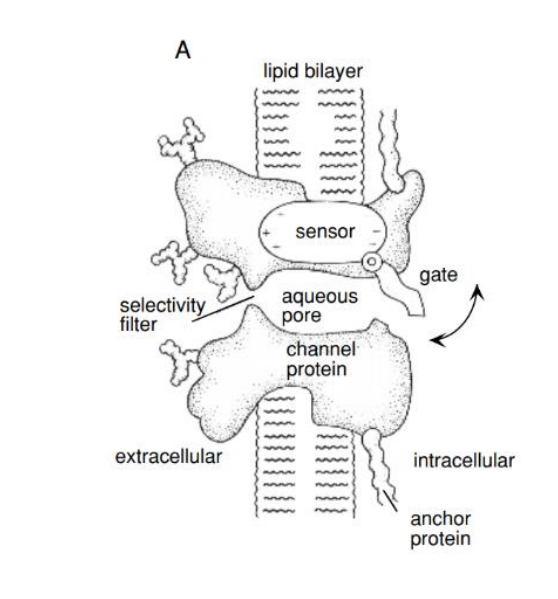 A
lipid bilayer
sensor
gate
aqueous
pore
selectivity
filter
channel
protein
extracellular
intracellular
anchor
protein